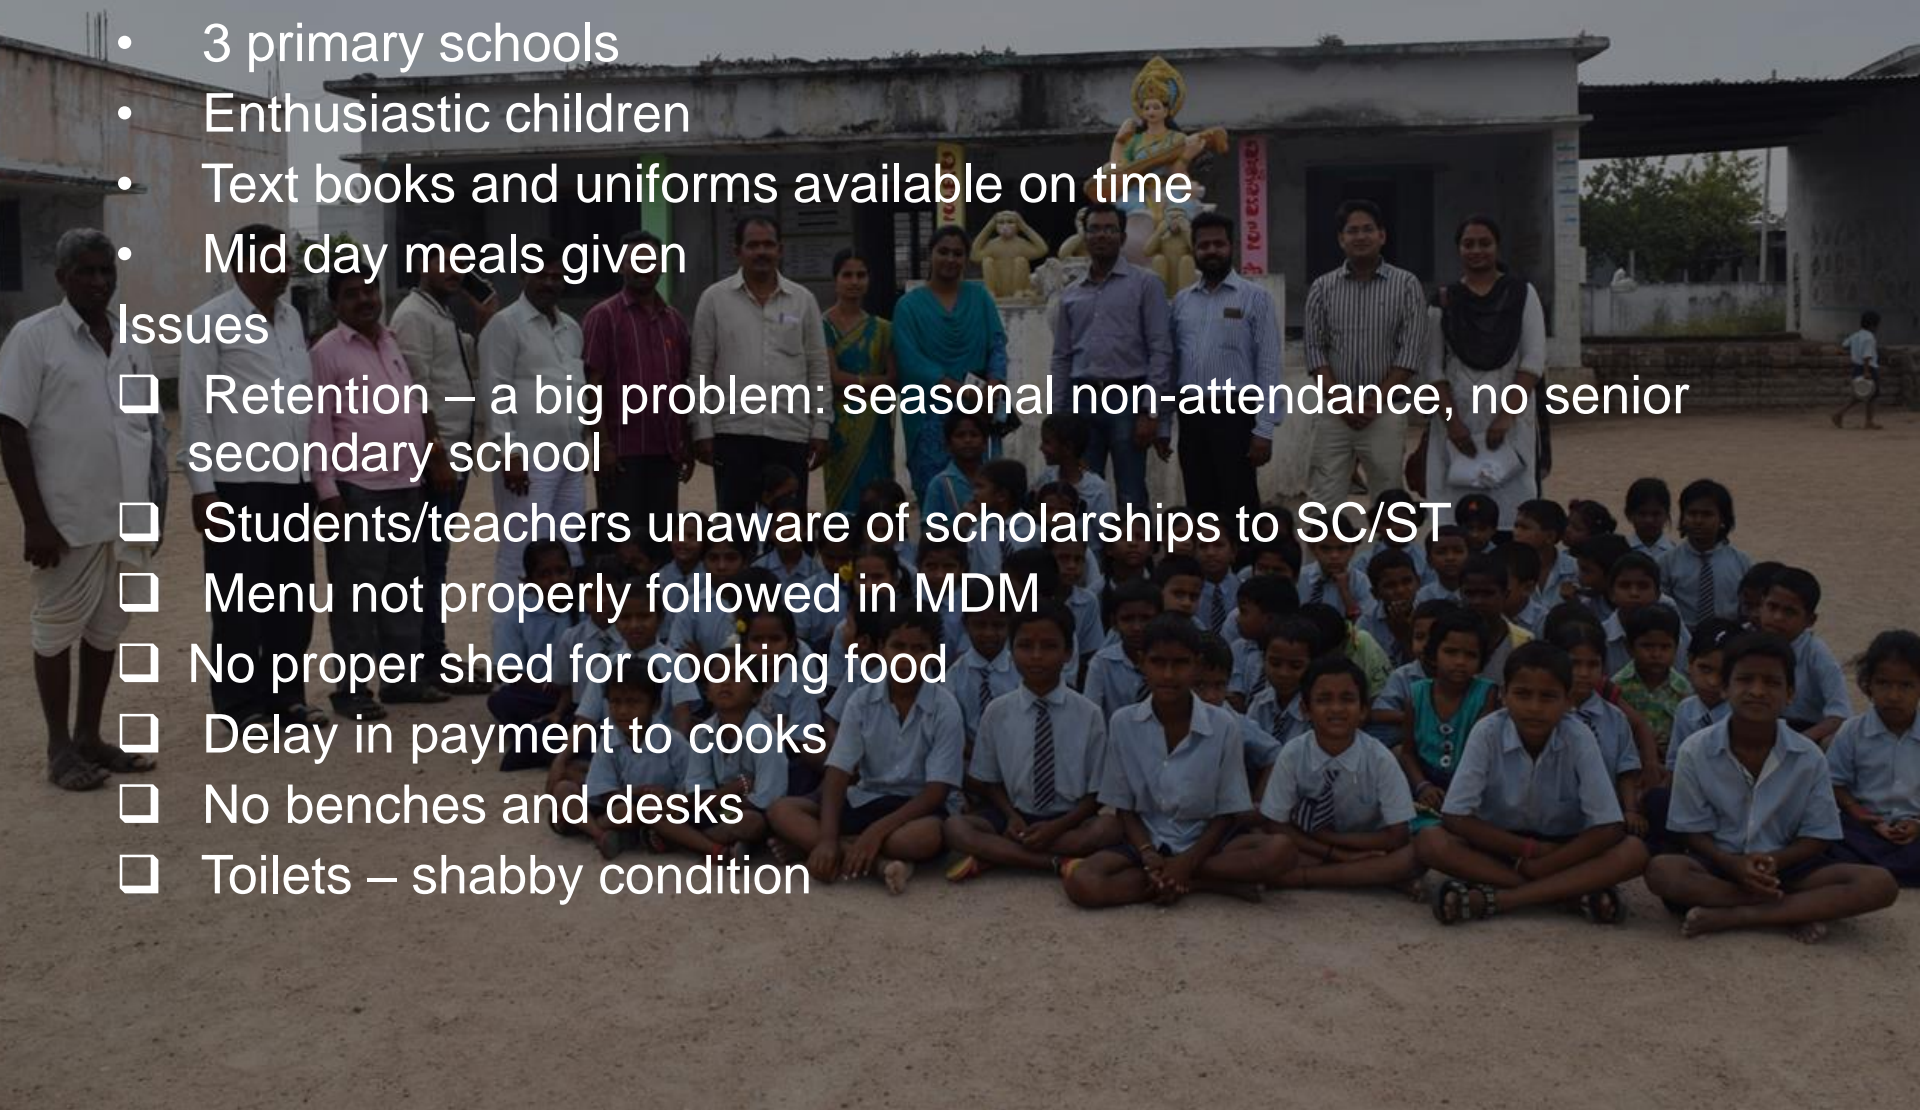 • 3 primary schools
• Enthusiastic children
• Text books and uniforms available on time
• Mid day meals given
Issues
❑ Retention – a big problem: seasonal non-attendance, no senior
secondary school
❑ Students/teachers unaware of scholarships to SC/ST
❑ Menu not properly followed in MDM
❑ No proper shed for cooking food
❑ Delay in payment to cooks
❑ No benches and desks
❑ Toilets – shabby condition